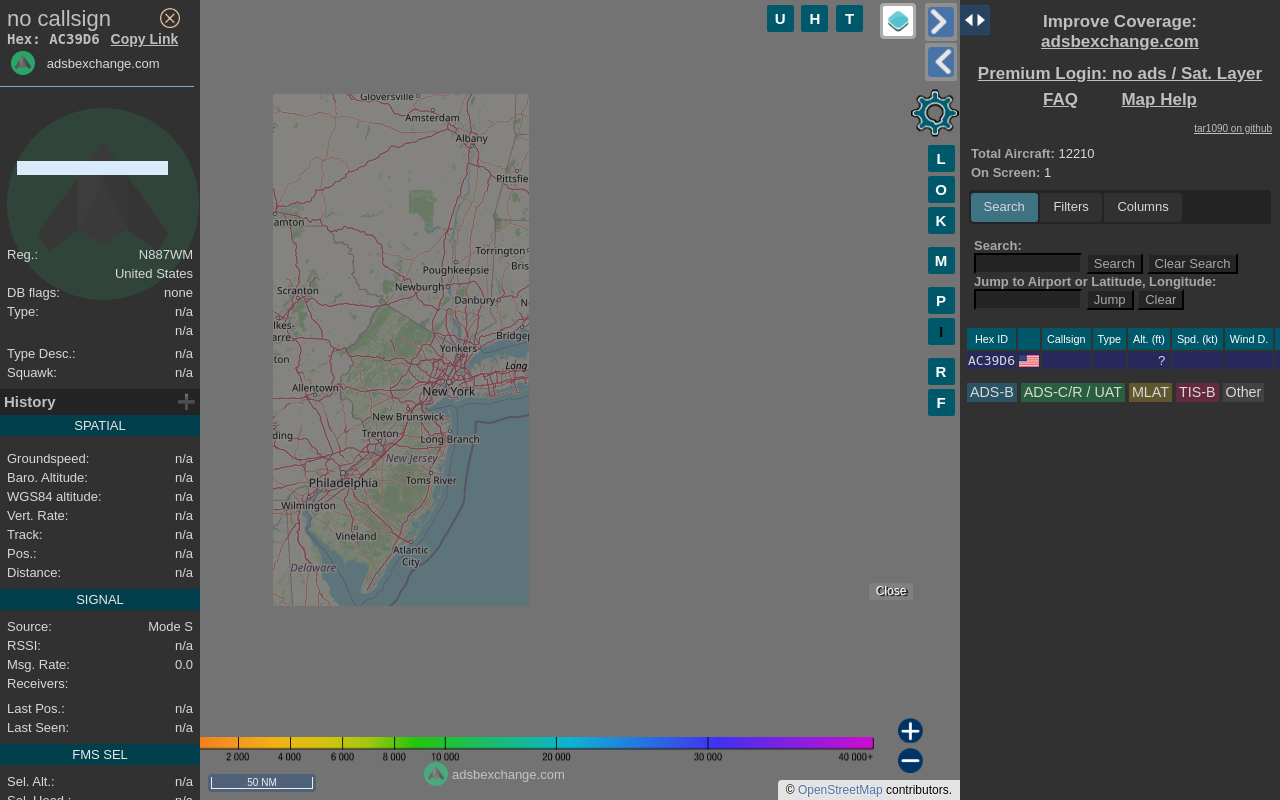 no callsign
Hex: AC39D6 Copy Link
adsbexchange.com
Reg.: N887WM
United States
DB flags: none
Type: n/a
n/a
Type Desc.: n/a
Squawk: n/a
History
SPATIAL
Groundspeed: n/a
Baro. Altitude: n/a
WGS84 altitude: n/a
Vert. Rate: n/a
Track: n/a
Pos.: n/a
Distance: n/a
SIGNAL
Source: Mode S
RSSI: n/a
Msg. Rate: 0.0
Receivers:
Last Pos.: n/a
Last Seen: n/a
FMS SEL
Sel. Alt.: n/a
Sel. Head.: n/a
U H T
L
O
K
M
P
I
R
F
Gloversville
Amsterdam
Albany
Pittsfie
amton
Torrington
Poughkeepsie
Bris
Scranton
Newburgh
Danbury
N
lkes-
arre
Bridgep
Yonkers
ton
Long
Allentown
New York
New Brunswick
ding
Trenton
Long Branch
New Jersey
Philadelphia
Toms River
Wilmington
Vineland
Atlantic
City
Delaware
Close
2 000 4 000 6 000 8 000 10 000 20 000 30 000 40 000+
50 NM
adsbexchange.com
© OpenStreetMap contributors.
Improve Coverage:
adsbexchange.com
Premium Login: no ads / Sat. Layer
FAQ Map Help
tar1090 on github
Total Aircraft: 12210
On Screen: 1
Search Filters Columns
Search:
Search Clear Search
Jump to Airport or Latitude, Longitude:
Jump Clear
Hex ID Callsign Type Alt. (ft) Spd. (kt) Wind D.
AC39D6 ?
ADS-B ADS-C/R / UAT MLAT TIS-B Other